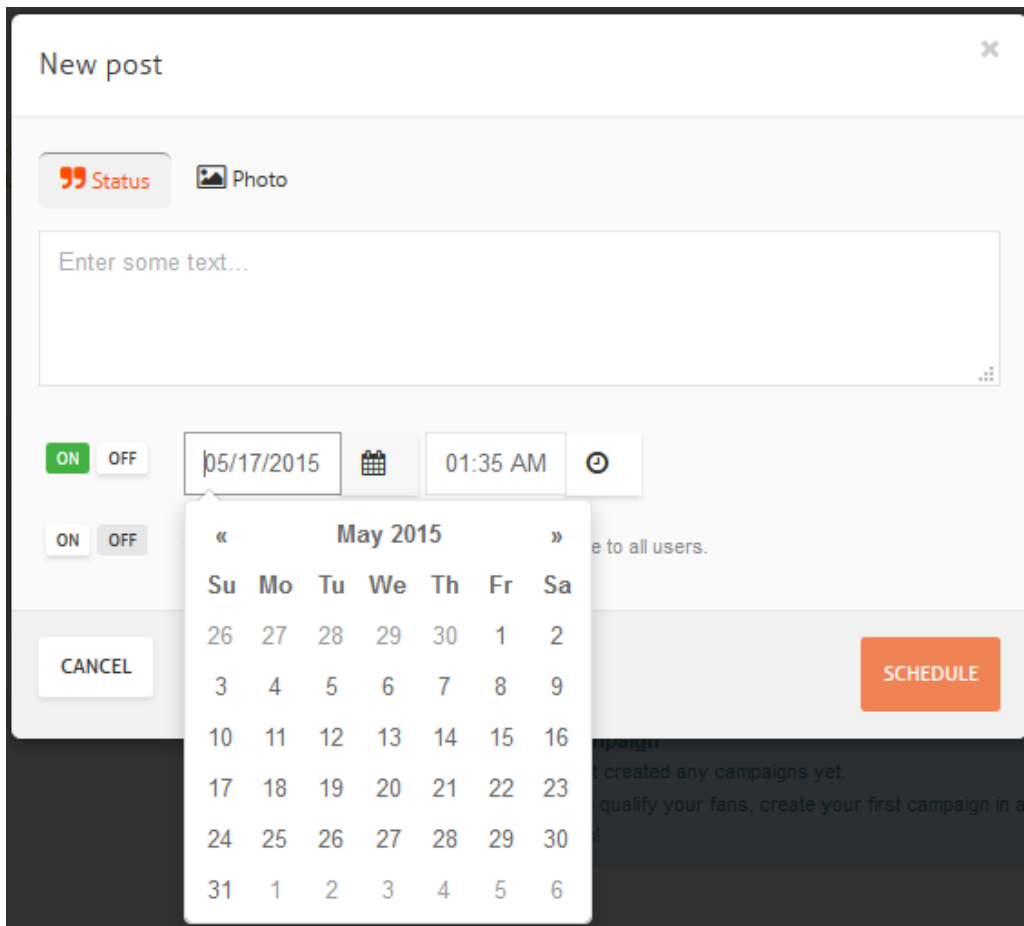 New post ×
Status Photo
Enter some text...
ON OFF 05/17/2015 01:35 AM
ON OFF e to all users.
« May 2015 »
Su Mo Tu We Th Fr Sa
26 27 28 29 30 1 2
3 4 5 6 7 8 9
10 11 12 13 14 15 16
17 18 19 20 21 22 23
24 25 26 27 28 29 30
31 1 2 3 4 5 6
CANCEL SCHEDULE
mpaign
t created any campaigns yet.
qualify your fans, create your first campaign in a